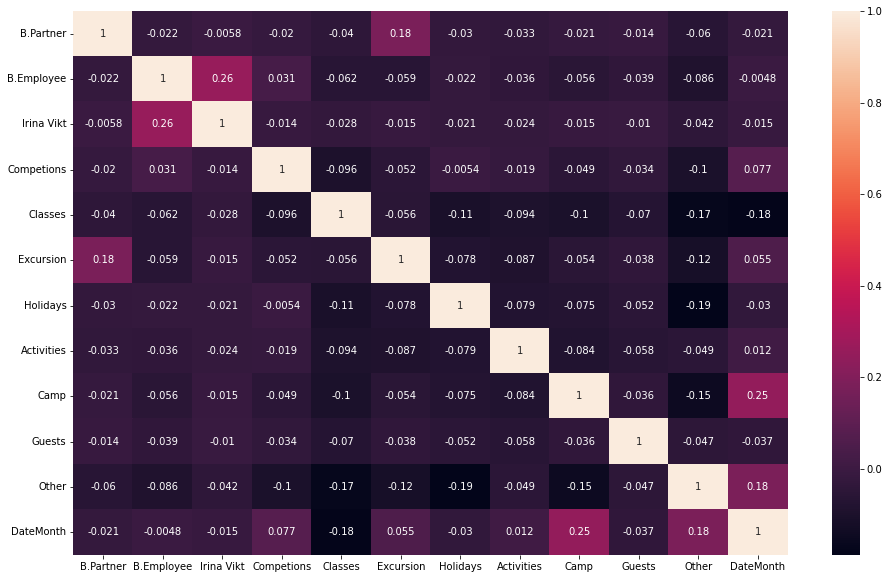 B.Partner 1 -0.022 -0.0058 -0.02 -0.04 0.18 -0.03 -0.033 -0.021 -0.014 -0.06 -0.021
B.Employee -0.022 1 0.26 0.031 -0.062 -0.059 -0.022 -0.036 -0.056 -0.039 -0.086 -0.0048
Irina Vikt -0.0058 0.26 1 -0.014 -0.028 -0.015 -0.021 -0.024 -0.015 -0.01 -0.042 -0.015
Competions -0.02 0.031 -0.014 1 -0.096 -0.052 -0.0054 -0.019 -0.049 -0.034 -0.1 0.077
Classes -0.04 -0.062 -0.028 -0.096 1 -0.056 -0.11 -0.094 -0.1 -0.07 -0.17 -0.18
Excursion 0.18 -0.059 -0.015 -0.052 -0.056 1 -0.078 -0.087 -0.054 -0.038 -0.12 0.055
Holidays -0.03 -0.022 -0.021 -0.0054 -0.11 -0.078 1 -0.079 -0.075 -0.052 -0.19 -0.03
Activities -0.033 -0.036 -0.024 -0.019 -0.094 -0.087 -0.079 1 -0.084 -0.058 -0.049 0.012
Camp -0.021 -0.056 -0.015 -0.049 -0.1 -0.054 -0.075 -0.084 1 -0.036 -0.15 0.25
Guests -0.014 -0.039 -0.01 -0.034 -0.07 -0.038 -0.052 -0.058 -0.036 1 -0.047 -0.037
Other -0.06 -0.086 -0.042 -0.1 -0.17 -0.12 -0.19 -0.049 -0.15 -0.047 1 0.18
DateMonth -0.021 -0.0048 -0.015 0.077 -0.18 0.055 -0.03 0.012 0.25 -0.037 0.18 1
B.Partner B.Employee Irina Vikt Competions Classes Excursion Holidays Activities Camp Guests Other DateMonth
1.0
0.8
0.6
0.4
0.2
0.0